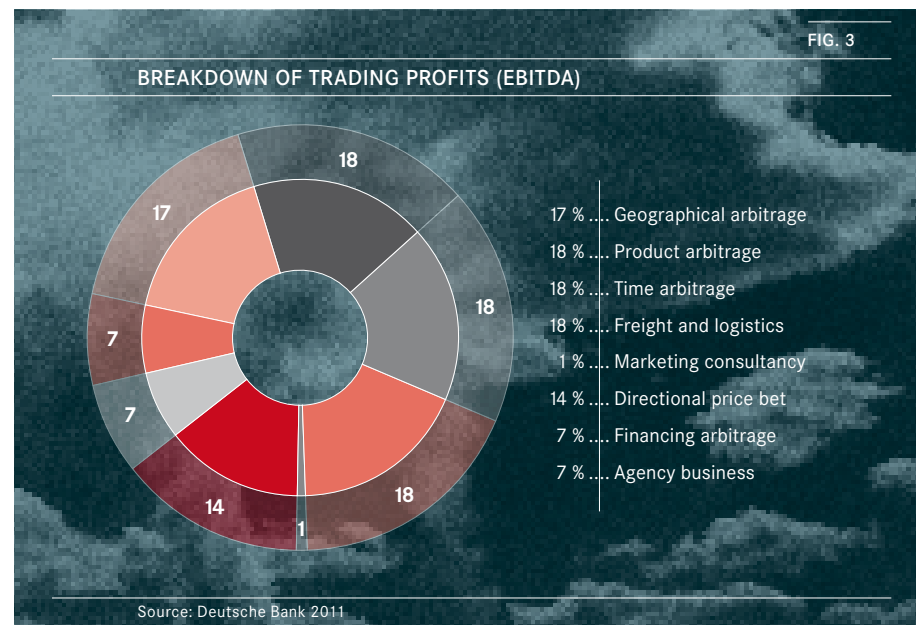 FIG. 3
BREAKDOWN OF TRADING PROFITS (EBITDA)
18
17
18
7
7
14
18
1
17 % .... Geographical arbitrage
18 % .... Product arbitrage
18 % .... Time arbitrage
18 % .... Freight and logistics
1 % .... Marketing consultancy
14 % .... Directional price bet
7 % .... Financing arbitrage
7 % .... Agency business
Source: Deutsche Bank 2011